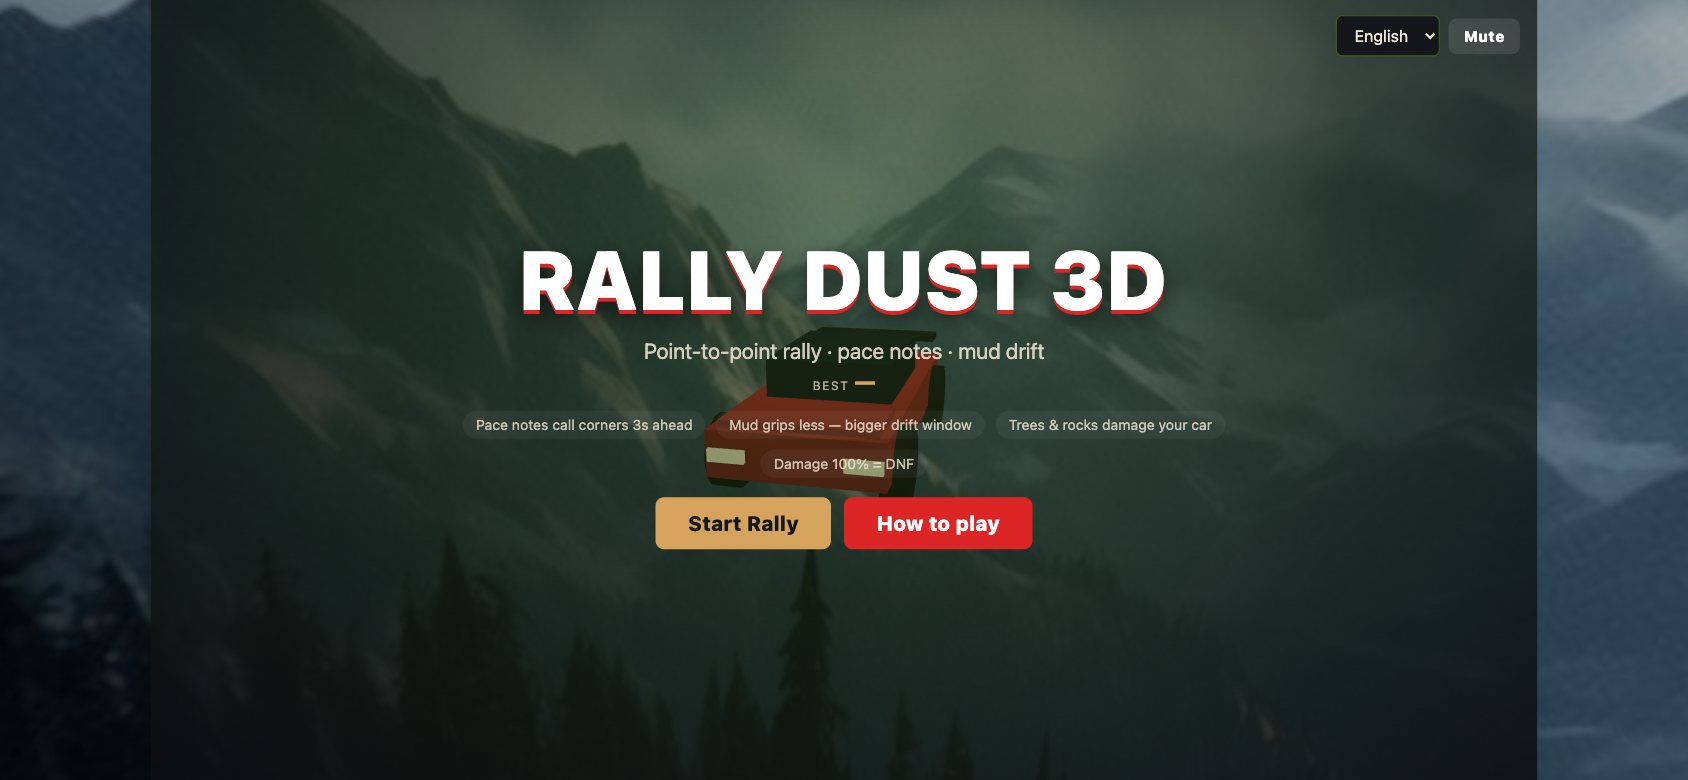 English
Mute
RALLY DUST 3D
Point-to-point rally · pace notes · mud drift
BEST —
Pace notes call corners 3s ahead
Mud grips less — bigger drift window
Trees & rocks damage your car
Damage 100% = DNF
Start Rally
How to play